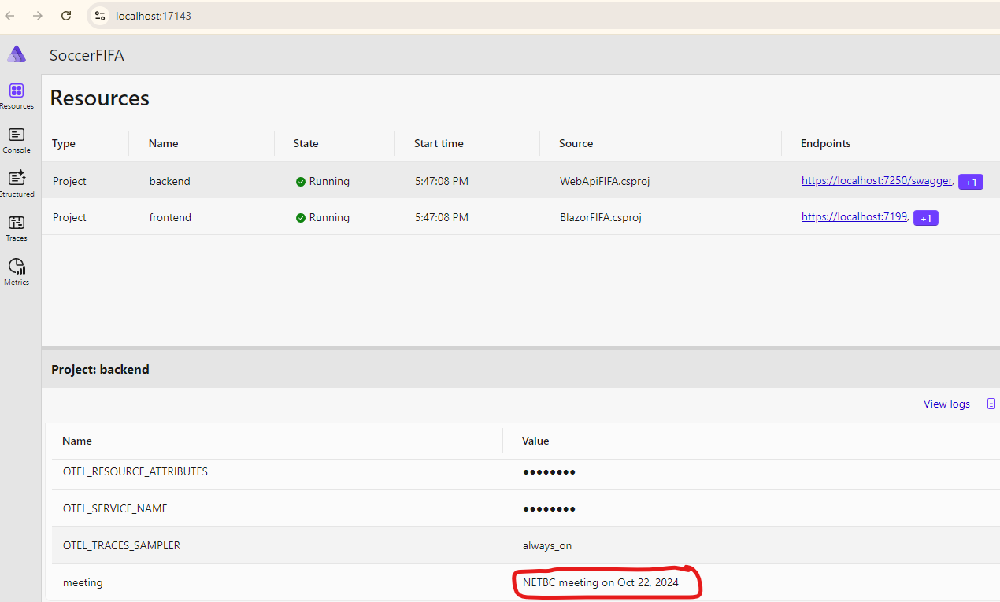 localhost:17143
SoccerFIFA
Resources
Console
Structured
Traces
Metrics
Resources
Type Name State Start time Source Endpoints
Project backend Running 5:47:08 PM WebApiFIFA.csproj https://localhost:7250/swagger, +1
Project frontend Running 5:47:08 PM BlazorFIFA.csproj https://localhost:7199, +1
Project: backend
View logs
Name Value
OTEL_RESOURCE_ATTRIBUTES ●●●●●●●●
OTEL_SERVICE_NAME ●●●●●●●●
OTEL_TRACES_SAMPLER always_on
meeting NETBC meeting on Oct 22, 2024